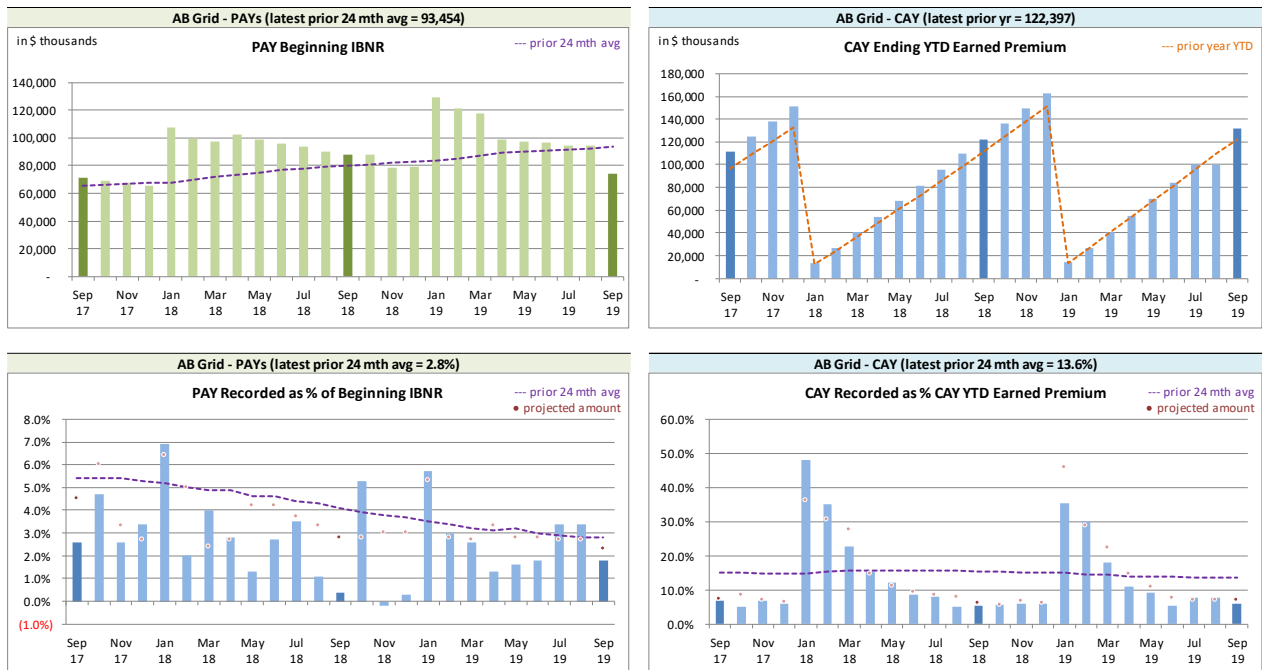 AB Grid - PAYs (latest prior 24 mth avg = 93,454)
in $ thousands
PAY Beginning IBNR
--- prior 24 mth avg
140,000
120,000
100,000
80,000
60,000
40,000
20,000
-
Sep 17 Nov 17 Jan 18 Mar 18 May 18 Jul 18 Sep 18 Nov 18 Jan 19 Mar 19 May 19 Jul 19 Sep 19
AB Grid - CAY (latest prior yr = 122,397)
in $ thousands
CAY Ending YTD Earned Premium
--- prior year YTD
180,000
160,000
140,000
120,000
100,000
80,000
60,000
40,000
20,000
-
Sep 17 Nov 17 Jan 18 Mar 18 May 18 Jul 18 Sep 18 Nov 18 Jan 19 Mar 19 May 19 Jul 19 Sep 19
AB Grid - PAYs (latest prior 24 mth avg = 2.8%)
PAY Recorded as % of Beginning IBNR
--- prior 24 mth avg
• projected amount
8.0%
7.0%
6.0%
5.0%
4.0%
3.0%
2.0%
1.0%
0.0%
(1.0%)
Sep 17 Nov 17 Jan 18 Mar 18 May 18 Jul 18 Sep 18 Nov 18 Jan 19 Mar 19 May 19 Jul 19 Sep 19
AB Grid - CAY (latest prior 24 mth avg = 13.6%)
CAY Recorded as % CAY YTD Earned Premium
--- prior 24 mth avg
• projected amount
60.0%
50.0%
40.0%
30.0%
20.0%
10.0%
0.0%
Sep 17 Nov 17 Jan 18 Mar 18 May 18 Jul 18 Sep 18 Nov 18 Jan 19 Mar 19 May 19 Jul 19 Sep 19